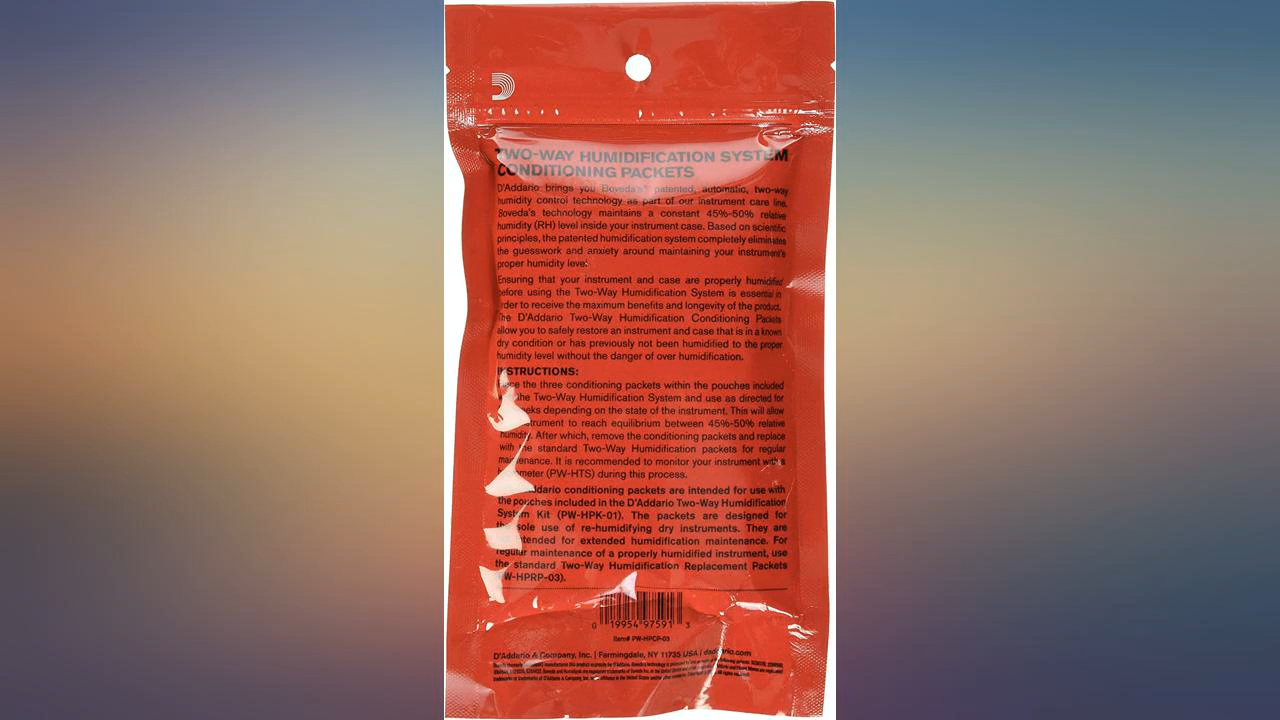 TWO-WAY HUMIDIFICATION SYSTEM
CONDITIONING PACKETS
D'Addario brings you Boveda's patented, automatic, two-way
humidity control technology as part of our instrument care line.
Boveda's technology maintains a constant 45%-50% relative
humidity (RH) level inside your instrument case. Based on scientific
principles, the patented humidification system completely eliminates
the guesswork and anxiety around maintaining your instrument's
proper humidity level
Ensuring that your instrument and case are properly humidified
before using the Two-Way Humidification System is essential in
order to receive the maximum benefits and longevity of the product.
The D'Addario Two-Way Humidification Conditioning Packets
allow you to safely restore an instrument and case that is in a known
dry condition or has previously not been humidified to the proper
humidity level without the danger of over humidification.
INSTRUCTIONS:
the three conditioning packets within the pouches included
the Two-Way Humidification System and use as directed for
depending on the state of the instrument. This will allow
instrument to reach equilibrium between 45%-50% relative
humidity. After which, remove the conditioning packets and replace
with the standard Two-Way Humidification packets for regular
maintenance. It is recommended to monitor your instrument with a
(PW-HTS) during this process.
D'Addario conditioning packets are intended for use with
the pouches included in the D'Addario Two-Way Humidification
System Kit (PW-HPK-01). The packets are designed for
the sole use of re-humidifying dry instruments. They are
intended for extended humidification maintenance. For
regular maintenance of a properly humidified instrument, use
the standard Two-Way Humidification Replacement Packets
(PW-HPRP-03).
0 19954 97591 3
Item# PW-HPCP-03
D'Addario & Company, Inc. | Farmingdale, NY 11735 USA | daddario.com